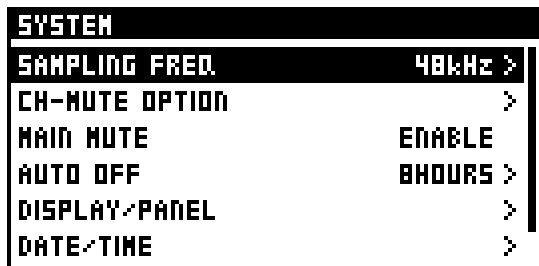 SYSTEM
SAMPLING FREQ 48kHz >
CH-MUTE OPTION >
MAIN MUTE ENABLE
AUTO OFF 8HOURS >
DISPLAY/PANEL >
DATE/TIME >